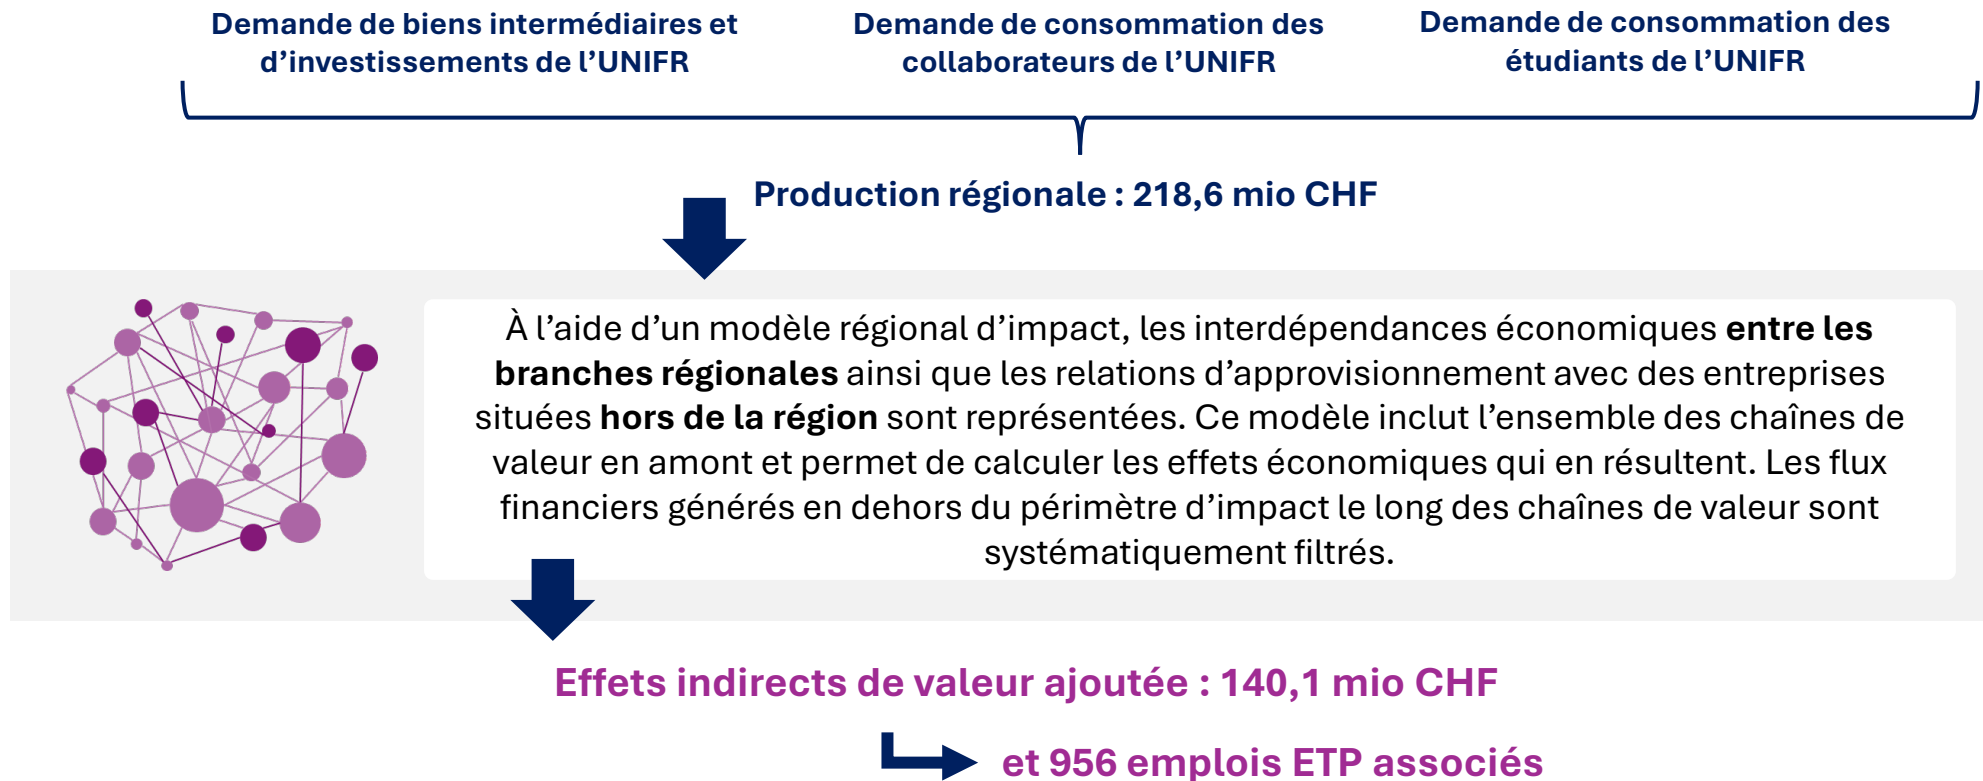 Demande de biens intermédiaires et
d’investissements de l’UNIFR
Demande de consommation des
collaborateurs de l’UNIFR
Demande de consommation des
étudiants de l’UNIFR
Production régionale : 218,6 mio CHF
À l’aide d’un modèle régional d’impact, les interdépendances économiques entre les
branches régionales ainsi que les relations d’approvisionnement avec des entreprises
situées hors de la région sont représentées. Ce modèle inclut l’ensemble des chaînes de
valeur en amont et permet de calculer les effets économiques qui en résultent. Les flux
financiers générés en dehors du périmètre d’impact le long des chaînes de valeur sont
systématiquement filtrés.
Effets indirects de valeur ajoutée : 140,1 mio CHF
et 956 emplois ETP associés